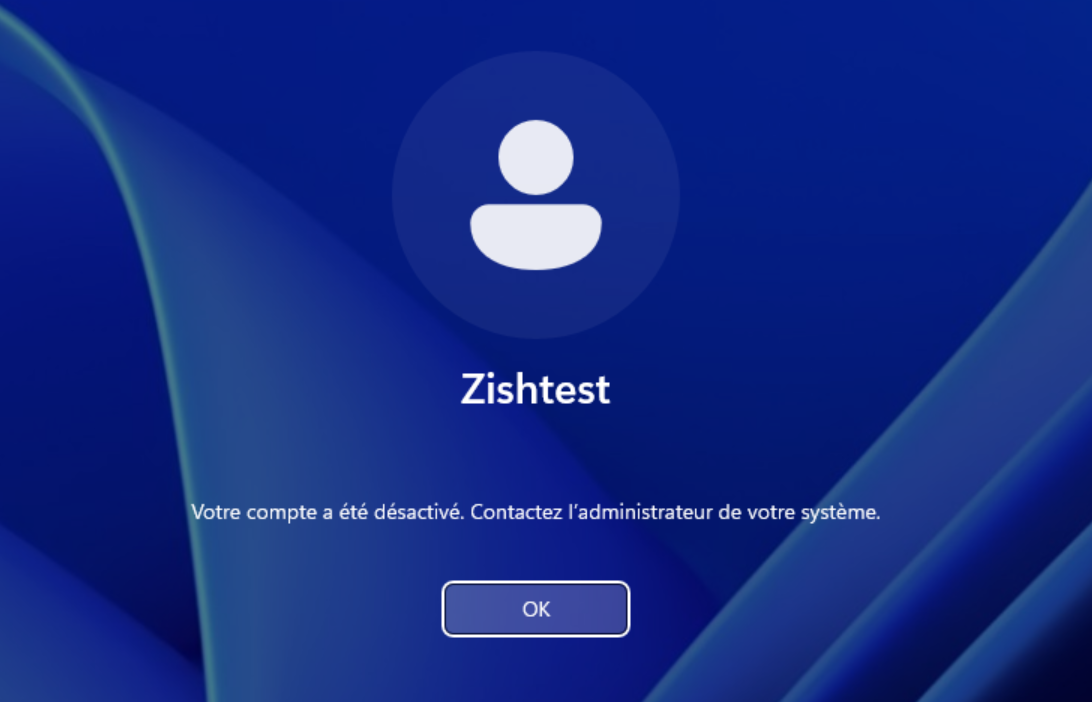 Zishtest
Votre compte a été désactivé. Contactez l’administrateur de votre système.
OK